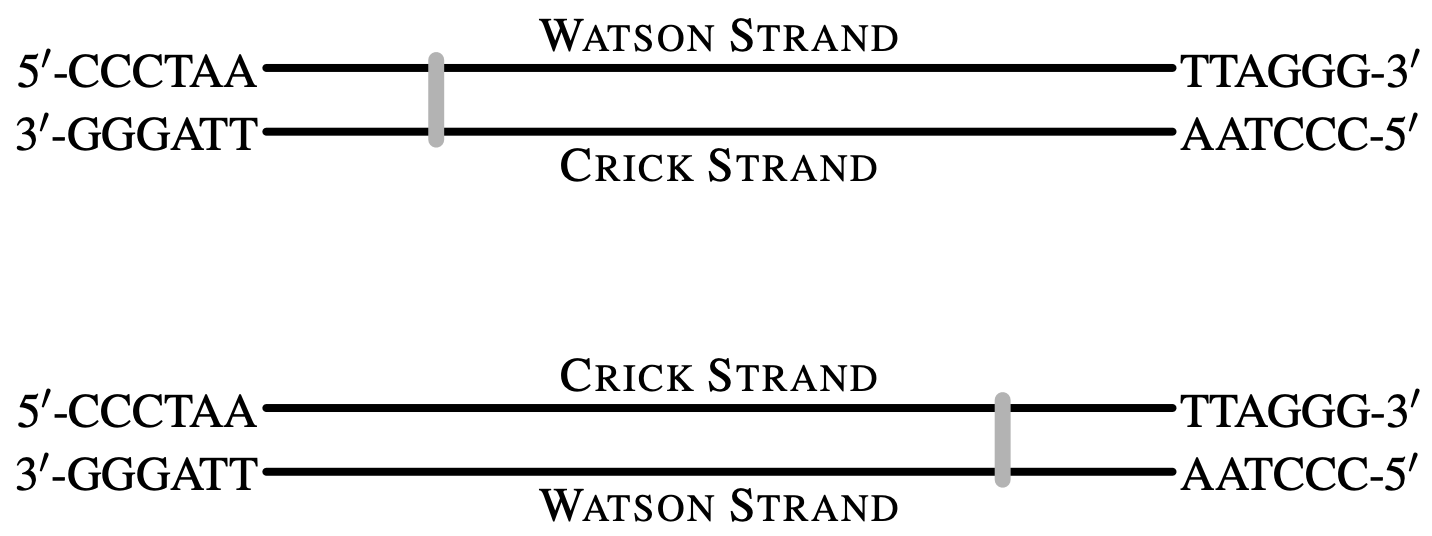 WATSON STRAND
5′-CCCTAA TTAGGG-3′
3′-GGGATT AATCCC-5′
CRICK STRAND
CRICK STRAND
5′-CCCTAA TTAGGG-3′
3′-GGGATT AATCCC-5′
WATSON STRAND